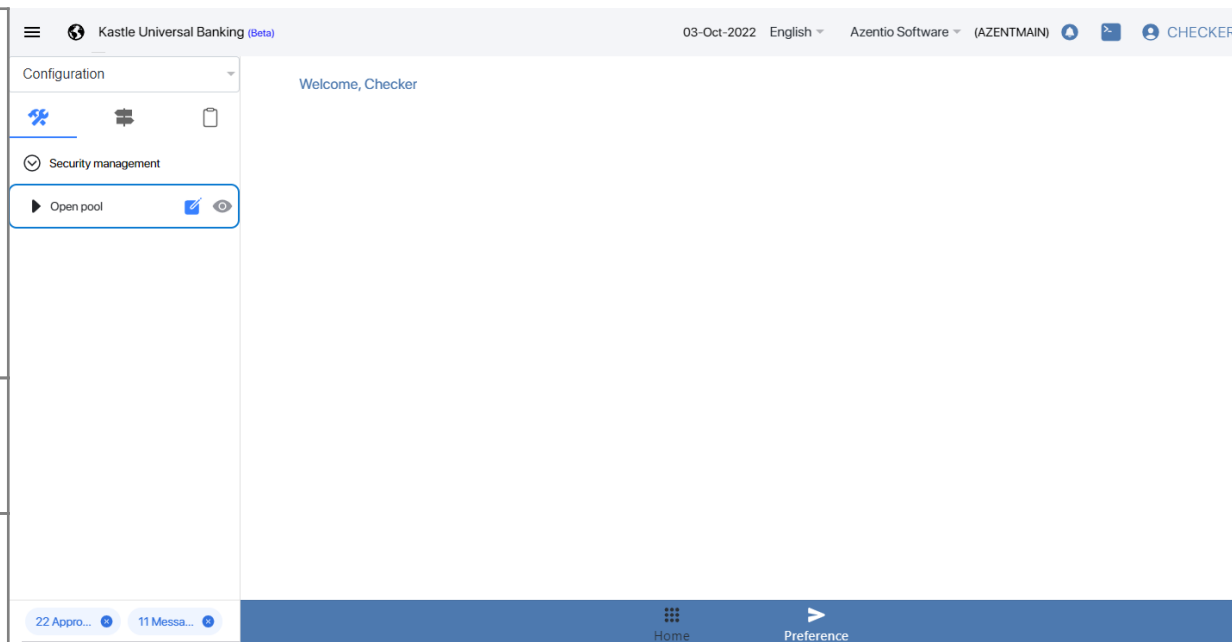 Kastle Universal Banking (Beta)
03-Oct-2022 English Azentio Software (AZENTMAIN) CHECKER
Configuration
Welcome, Checker
Security management
Open pool
22 Appro... 11 Messa...
Home Preference